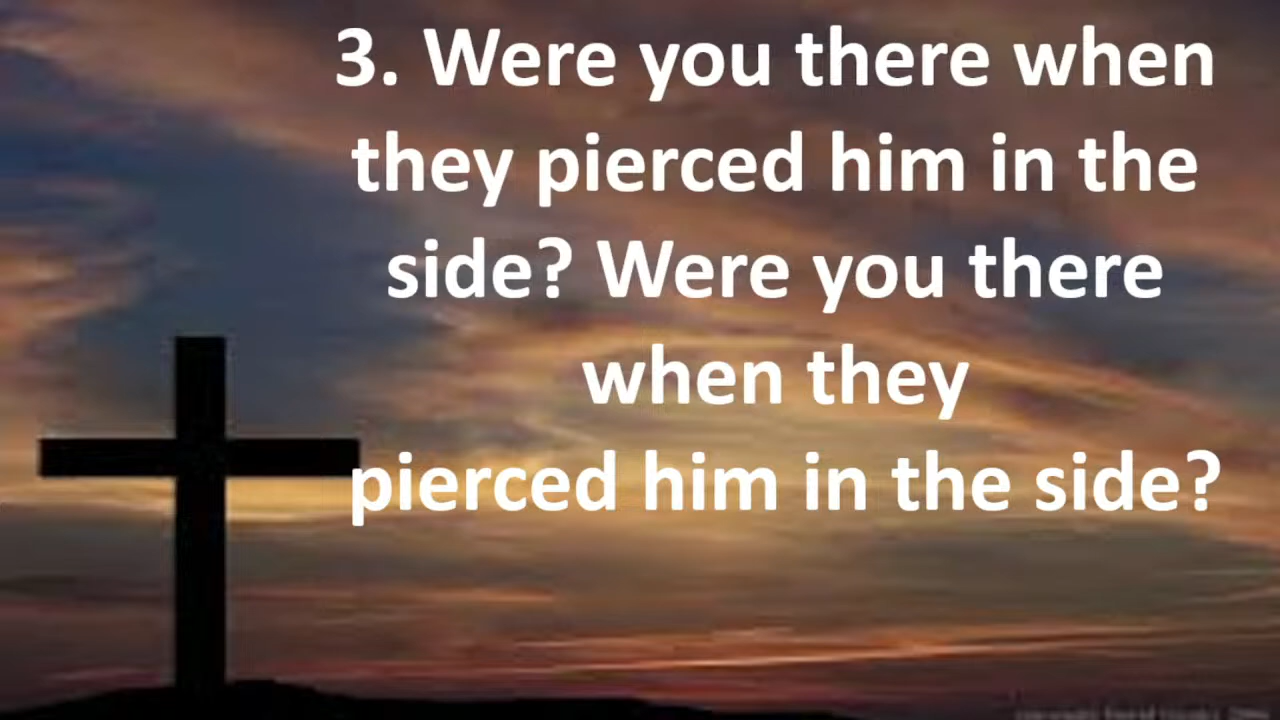 3. Were you there when
they pierced him in the
side? Were you there
when they
pierced him in the side?